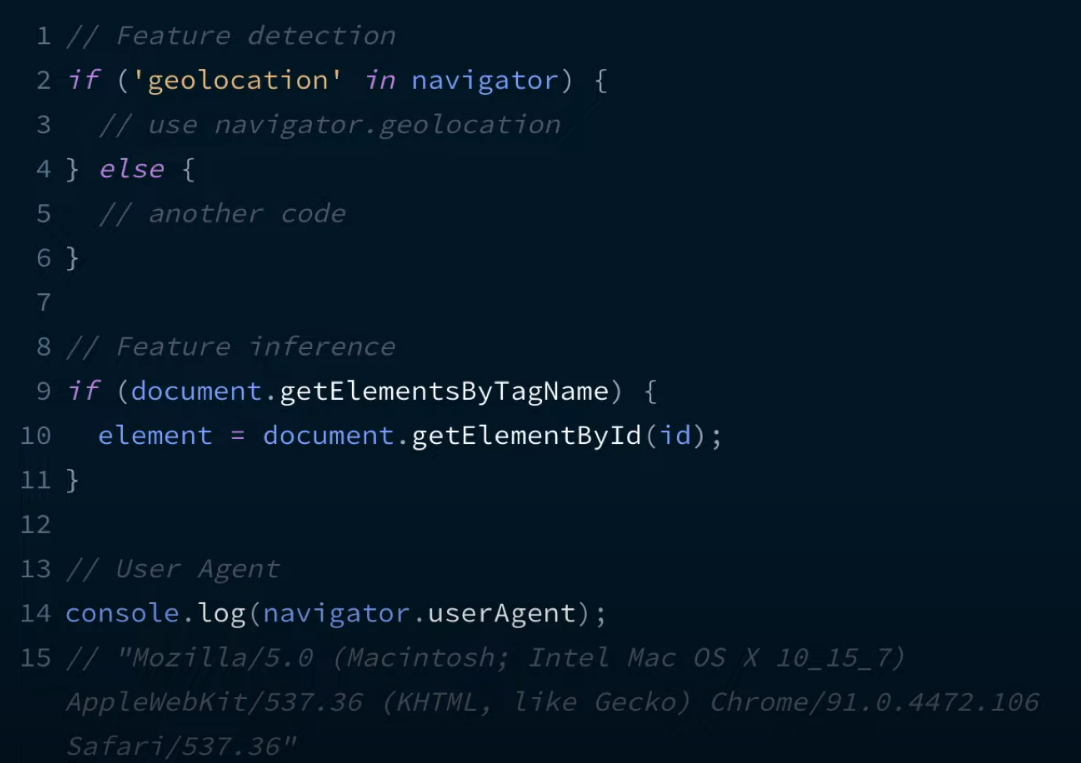 1 // Feature detection
2 if ('geolocation' in navigator) {
3   // use navigator.geolocation
4 } else {
5   // another code
6 }
7
8 // Feature inference
9 if (document.getElementsByTagName) {
10   element = document.getElementById(id);
11 }
12
13 // User Agent
14 console.log(navigator.userAgent);
15 // "Mozilla/5.0 (Macintosh; Intel Mac OS X 10_15_7)
AppleWebKit/537.36 (KHTML, like Gecko) Chrome/91.0.4472.106
Safari/537.36"